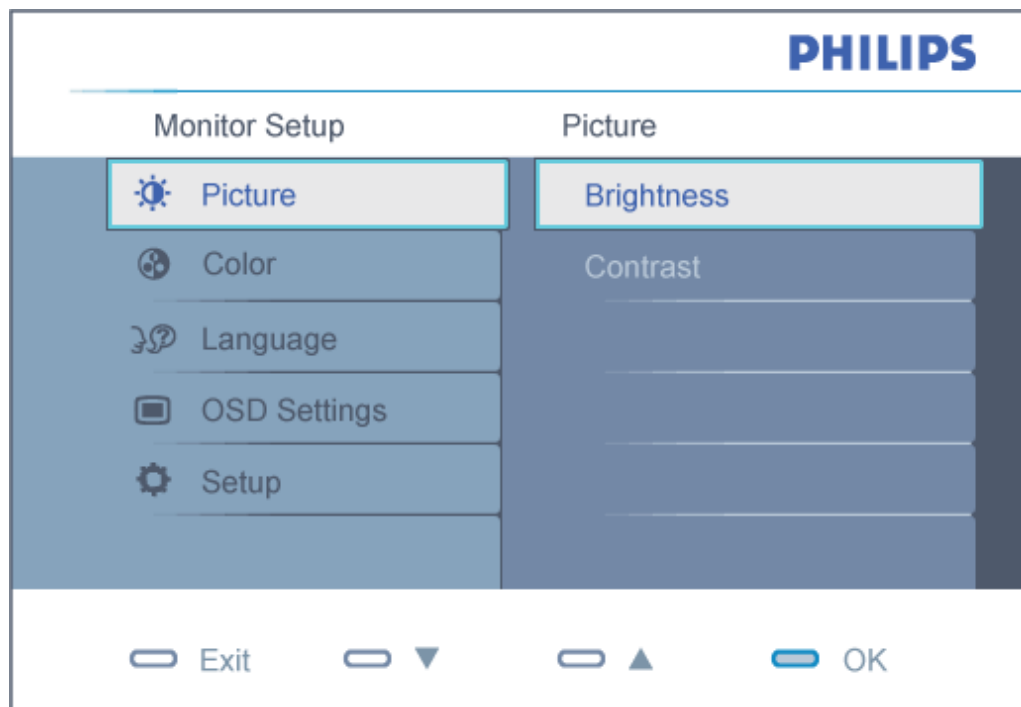 PHILIPS
Monitor Setup
Picture
Picture
Color
Language
OSD Settings
Setup
Brightness
Contrast
Exit ▼ ▲ OK